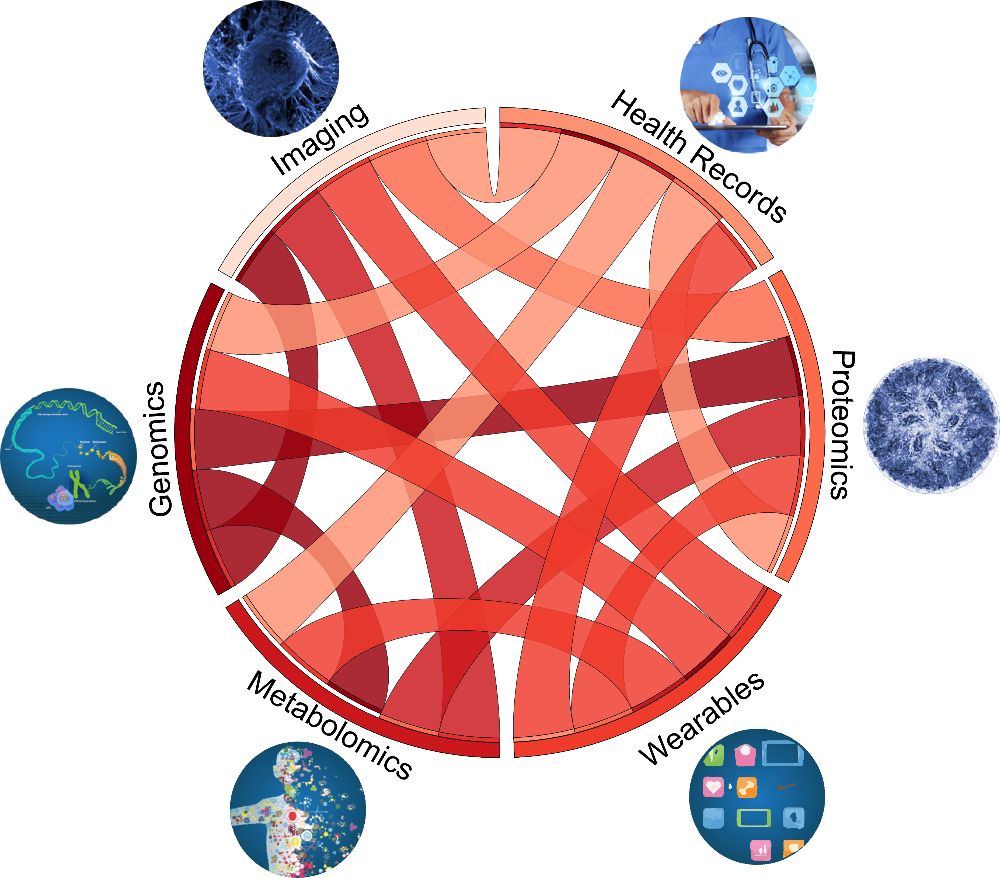 Imaging
Health Records
Proteomics
Genomics
Metabolomics
Wearables